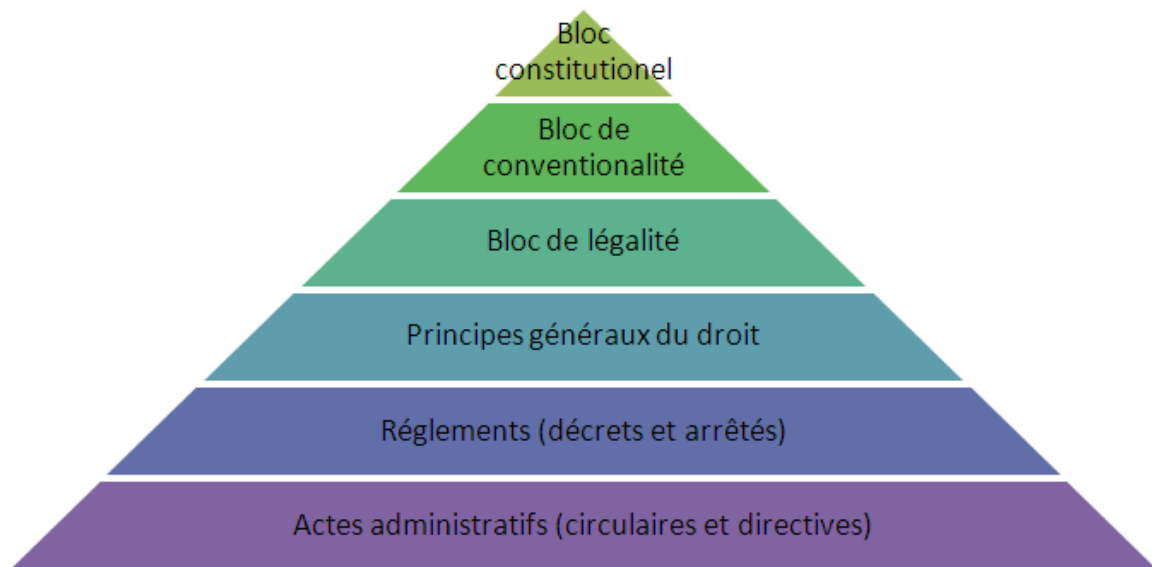 Bloc
constitutionel
Bloc de
conventionalité
Bloc de légalité
Principes généraux du droit
Réglements (décrets et arrêtés)
Actes administratifs (circulaires et directives)